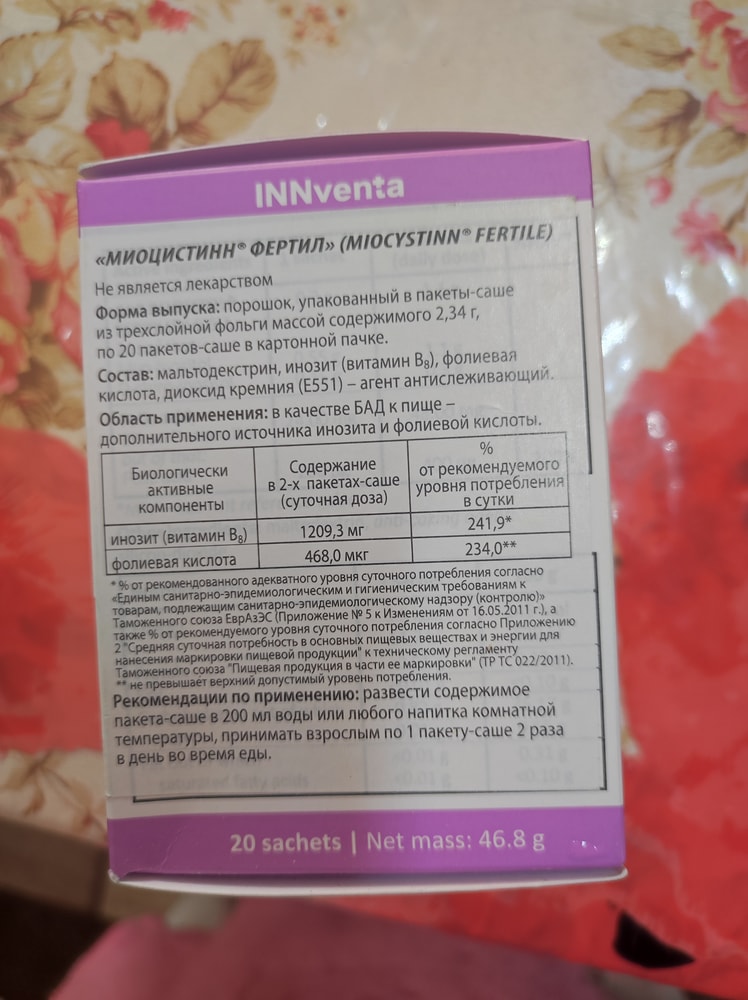 INNventa
«МИОЦИСТИНН® ФЕРТИЛ» (MIOCYSTINN® FERTILE)
Не является лекарством
Форма выпуска: порошок, упакованный в пакеты-саше
из трехслойной фольги массой содержимого 2,34 г,
по 20 пакетов-саше в картонной пачке.
Состав: мальтодекстрин, инозит (витамин B₈), фолиевая
кислота, диоксид кремния (Е551) – агент антислеживающий.
Область применения: в качестве БАД к пище –
дополнительного источника инозита и фолиевой кислоты.
Биологически активные компоненты
Содержание в 2-х пакетах-саше (суточная доза)
% от рекомендуемого уровня потребления в сутки
инозит (витамин B₈) 1209,3 мг 241,9*
фолиевая кислота 468,0 мкг 234,0**
* % от рекомендованного адекватного уровня суточного потребления согласно
«Единым санитарно-эпидемиологическим и гигиеническим требованиям к
товарам, подлежащим санитарно-эпидемиологическому надзору (контролю)»
Таможенного союза ЕврАзЭС (Приложение № 5 к Изменениям от 16.05.2011 г.), а
также % от рекомендуемого уровня суточного потребления согласно Приложению
2 "Средняя суточная потребность в основных пищевых веществах и энергии для
нанесения маркировки пищевой продукции" к техническому регламенту
Таможенного союза "Пищевая продукция в части ее маркировки" (ТР ТС 022/2011).
** не превышает верхний допустимый уровень потребления.
Рекомендации по применению: развести содержимое
пакета-саше в 200 мл воды или любого напитка комнатной
температуры, принимать взрослым по 1 пакету-саше 2 раза
в день во время еды.
saturated fatty acids
20 sachets | Net mass: 46.8 g